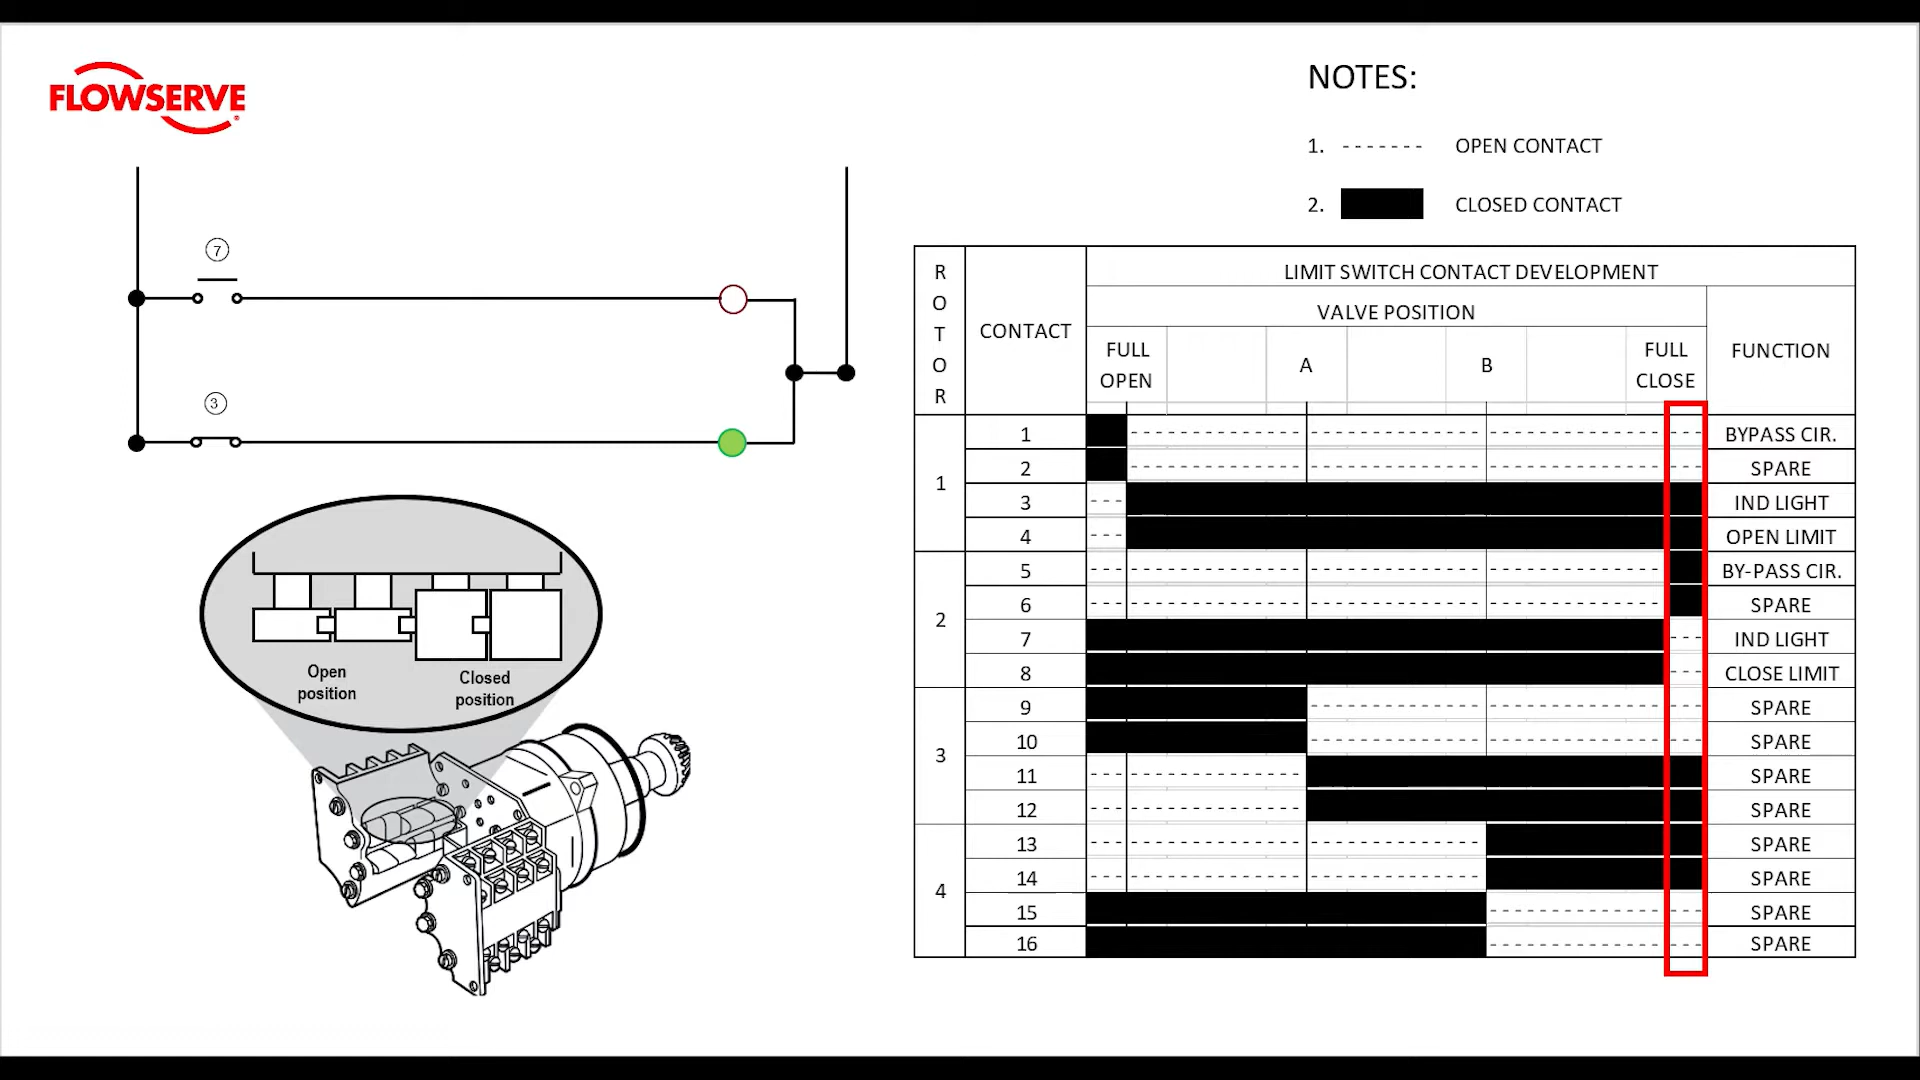 FLOWSERVE
®
NOTES:
1. ------- OPEN CONTACT
2. CLOSED CONTACT
7
3
Open
position
Closed
position
ROTOR
CONTACT
LIMIT SWITCH CONTACT DEVELOPMENT
VALVE POSITION
FULL
OPEN
A
B
FULL
CLOSE
FUNCTION
1
1 BYPASS CIR.
2 SPARE
3 IND LIGHT
4 OPEN LIMIT
2
5 BY-PASS CIR.
6 SPARE
7 IND LIGHT
8 CLOSE LIMIT
3
9 SPARE
10 SPARE
11 SPARE
12 SPARE
4
13 SPARE
14 SPARE
15 SPARE
16 SPARE